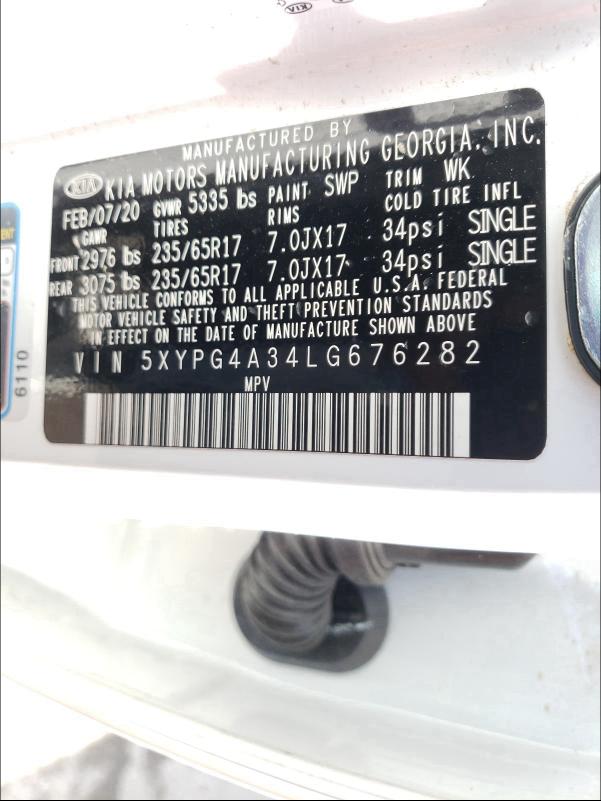 KIA
MANUFACTURED BY
KIA KIA MOTORS MANUFACTURING GEORGIA, INC.
FEB/07/20 GVWR 5335 lbs PAINT SWP TRIM WK
GAWR TIRES RIMS COLD TIRE INFL
FRONT 2976 lbs 235/65R17 7.0JX17 34psi SINGLE
REAR 3075 lbs 235/65R17 7.0JX17 34psi SINGLE
THIS VEHICLE CONFORMS TO ALL APPLICABLE U.S.A. FEDERAL
MOTOR VEHICLE SAFETY AND THEFT PREVENTION STANDARDS
IN EFFECT ON THE DATE OF MANUFACTURE SHOWN ABOVE.
VIN 5XYPG4A34LG676282
MPV
6110